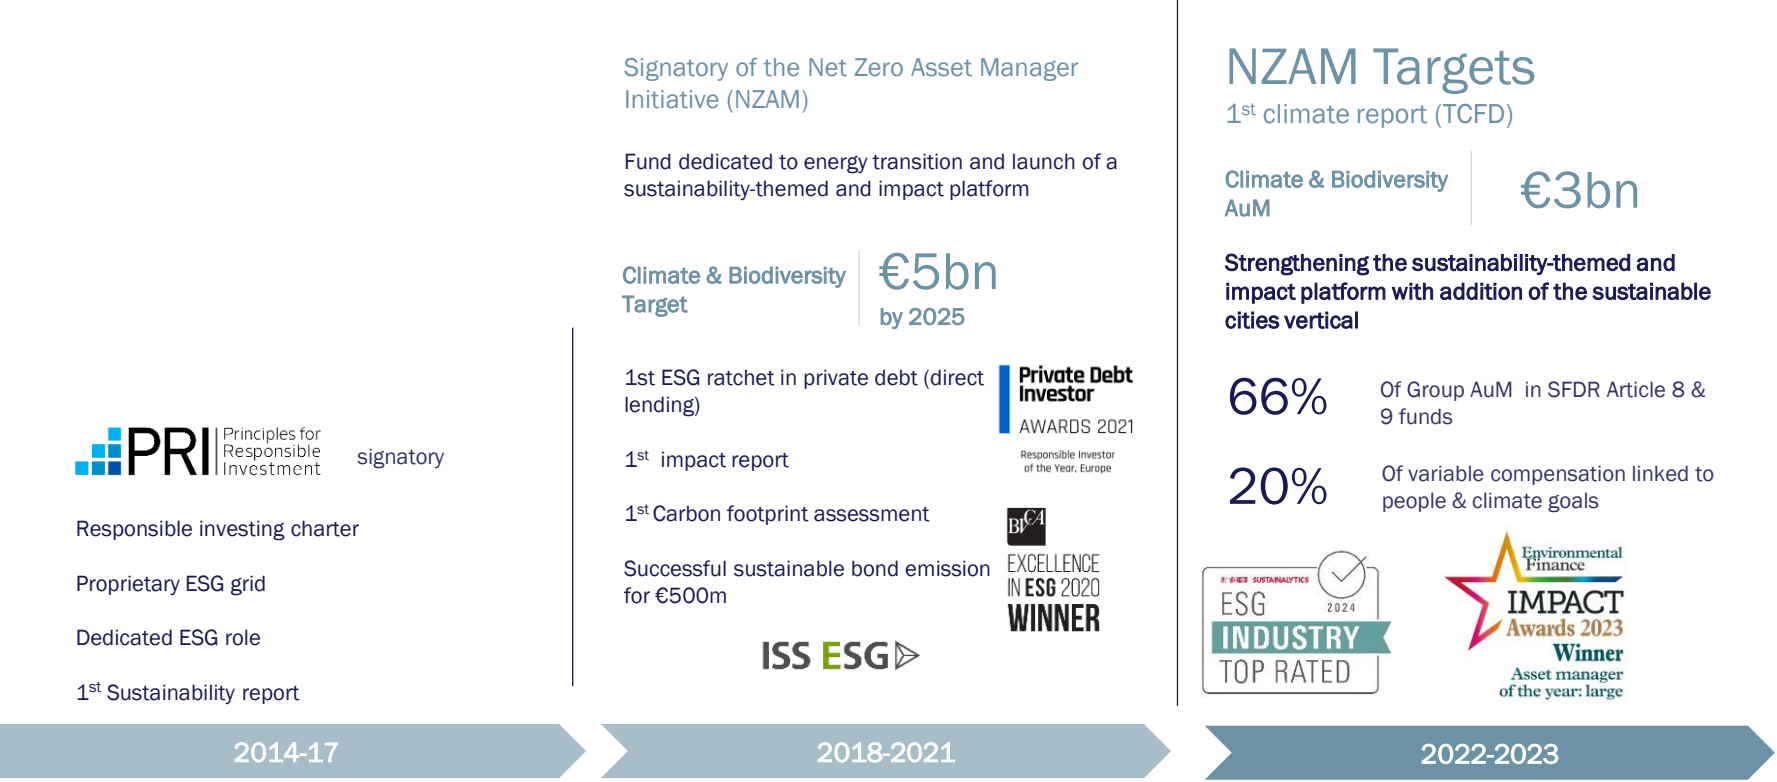 PRI Principles for
Responsible
Investment
signatory
Responsible investing charter
Proprietary ESG grid
Dedicated ESG role
1st Sustainability report
2014-17
Signatory of the Net Zero Asset Manager
Initiative (NZAM)
Fund dedicated to energy transition and launch of a
sustainability-themed and impact platform
Climate & Biodiversity
Target
€5bn
by 2025
1st ESG ratchet in private debt (direct
lending)
1st impact report
1st Carbon footprint assessment
Successful sustainable bond emission
for €500m
Private Debt
Investor
AWARDS 2021
Responsible Investor
of the Year, Europe
BVCA
EXCELLENCE
IN ESG 2020
WINNER
ISS ESG
2018-2021
NZAM Targets
1st climate report (TCFD)
Climate & Biodiversity
AuM
€3bn
Strengthening the sustainability-themed and
impact platform with addition of the sustainable
cities vertical
66%
Of Group AuM in SFDR Article 8 &
9 funds
20%
Of variable compensation linked to
people & climate goals
SUSTAINALYTICS
ESG
2024
INDUSTRY
TOP RATED
Environmental
Finance
IMPACT
Awards 2023
Winner
Asset manager
of the year: large
2022-2023